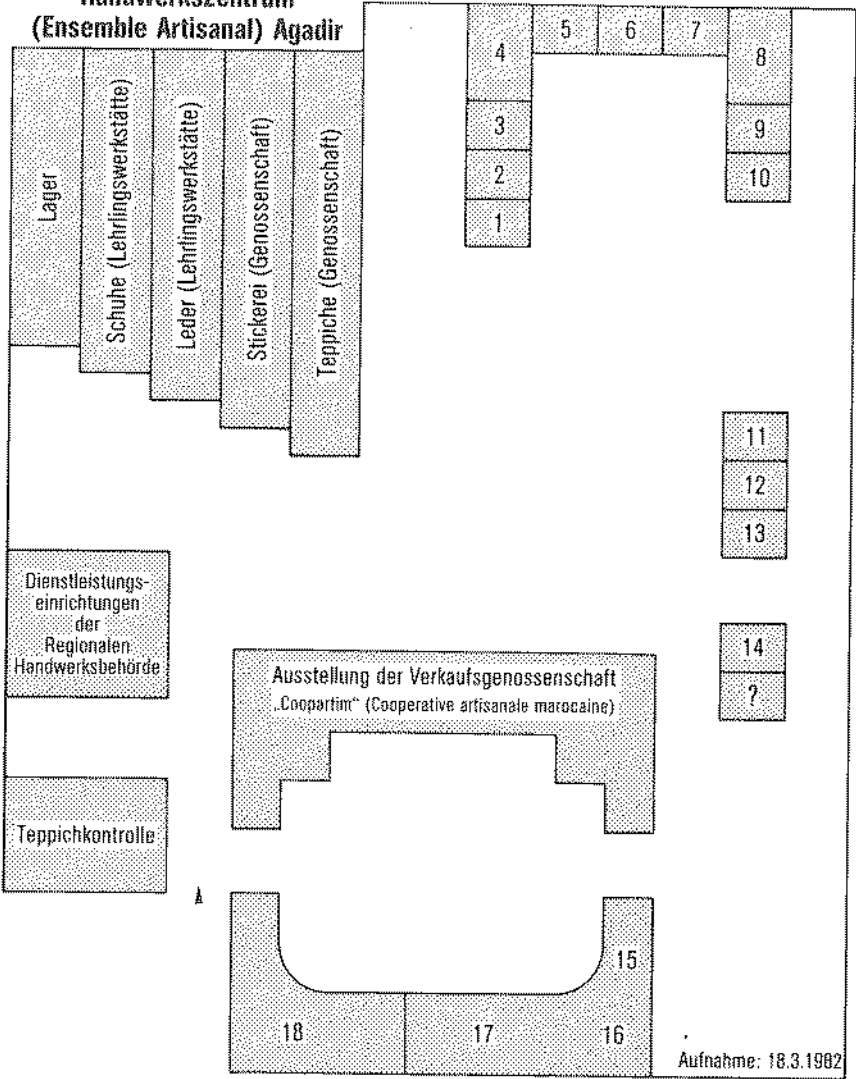 Handwerkszentrum
(Ensemble Artisanal) Agadir
Lager
Schuhe (Lehrlingswerkstätte)
Leder (Lehrlingswerkstätte)
Stickerei (Genossenschaft)
Teppiche (Genossenschaft)
4
3
2
1
5
6
7
8
9
10
11
12
13
14
?
Dienstleistungs-
einrichtungen
der
Regionalen
Handwerksbehörde
Ausstellung der Verkaufsgenossenschaft
„Coopartim“ (Cooperative artisanale marocaine)
Teppichkontrolle
15
18
17
16
Aufnahme: 18.3.1982